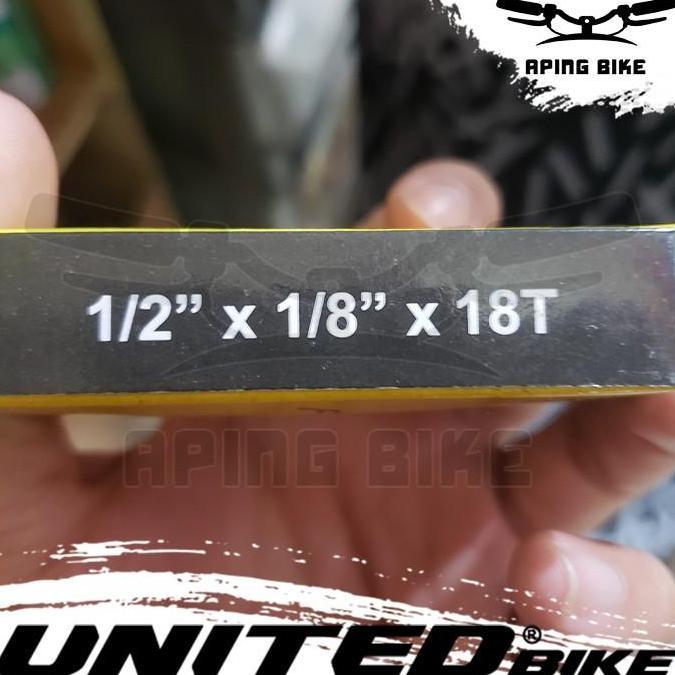 APING BIKE
1/2” x 1/8” x 18T
APING BIKE
UNITED® BIKE